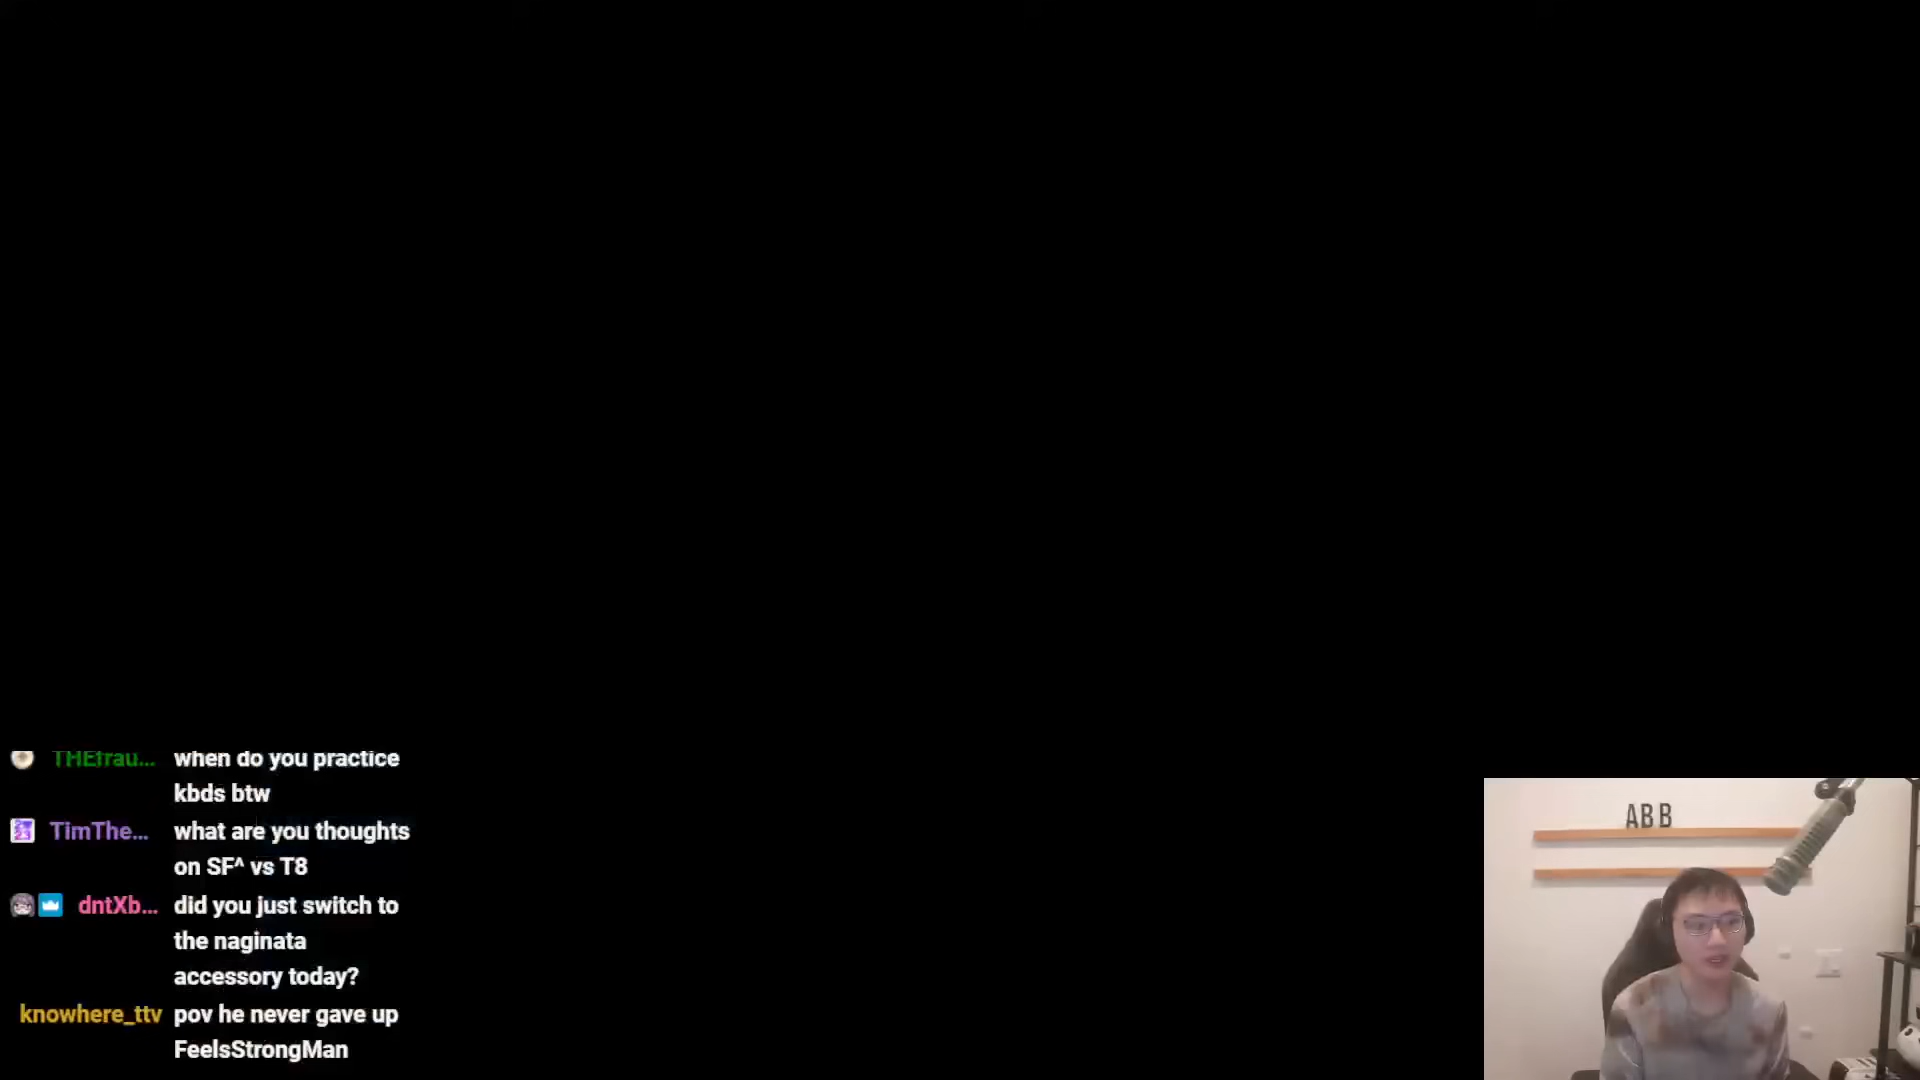 THEfrau... when do you practice
kbds btw
TimThe... what are you thoughts
on SF^ vs T8
dntXb... did you just switch to
the naginata
accessory today?
knowhere_ttv pov he never gave up
FeelsStrongMan
ABB